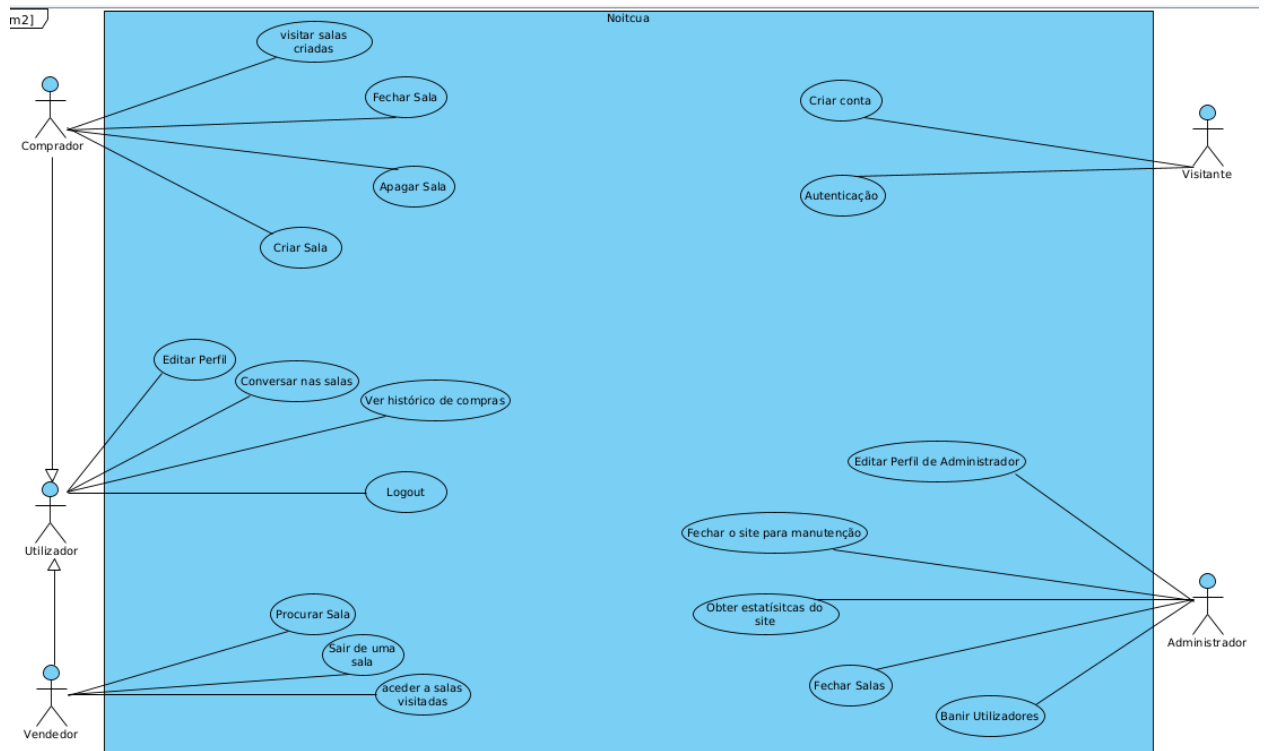 m2]
Noitcua
visitar salas
criadas
Fechar Sala
Criar conta
Comprador
Visitante
Apagar Sala
Autenticação
Criar Sala
Editar Perfil
Conversar nas salas
Ver histórico de compras
Editar Perfil de Administrador
Logout
Fechar o site para manutenção
Utilizador
Procurar Sala
Obter estatísitcas do
site
Administrador
Sair de uma
sala
aceder a salas
visitadas
Fechar Salas
Banir Utilizadores
Vendedor